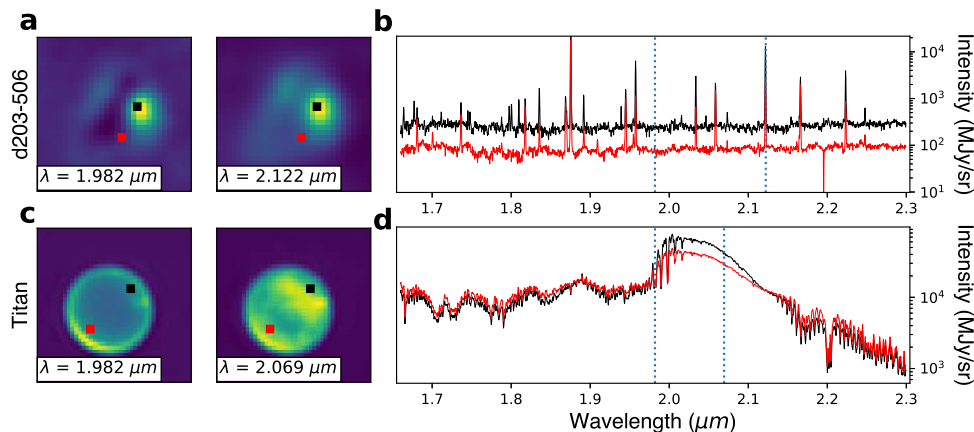 a
b
d203-506
λ = 1.982 μm
λ = 2.122 μm
10⁴
10³
10²
10¹
Intensity (MJy/sr)
1.7 1.8 1.9 2.0 2.1 2.2 2.3
c
d
Titan
λ = 1.982 μm
λ = 2.069 μm
10⁴
10³
Intensity (MJy/sr)
1.7 1.8 1.9 2.0 2.1 2.2 2.3
Wavelength (μm)